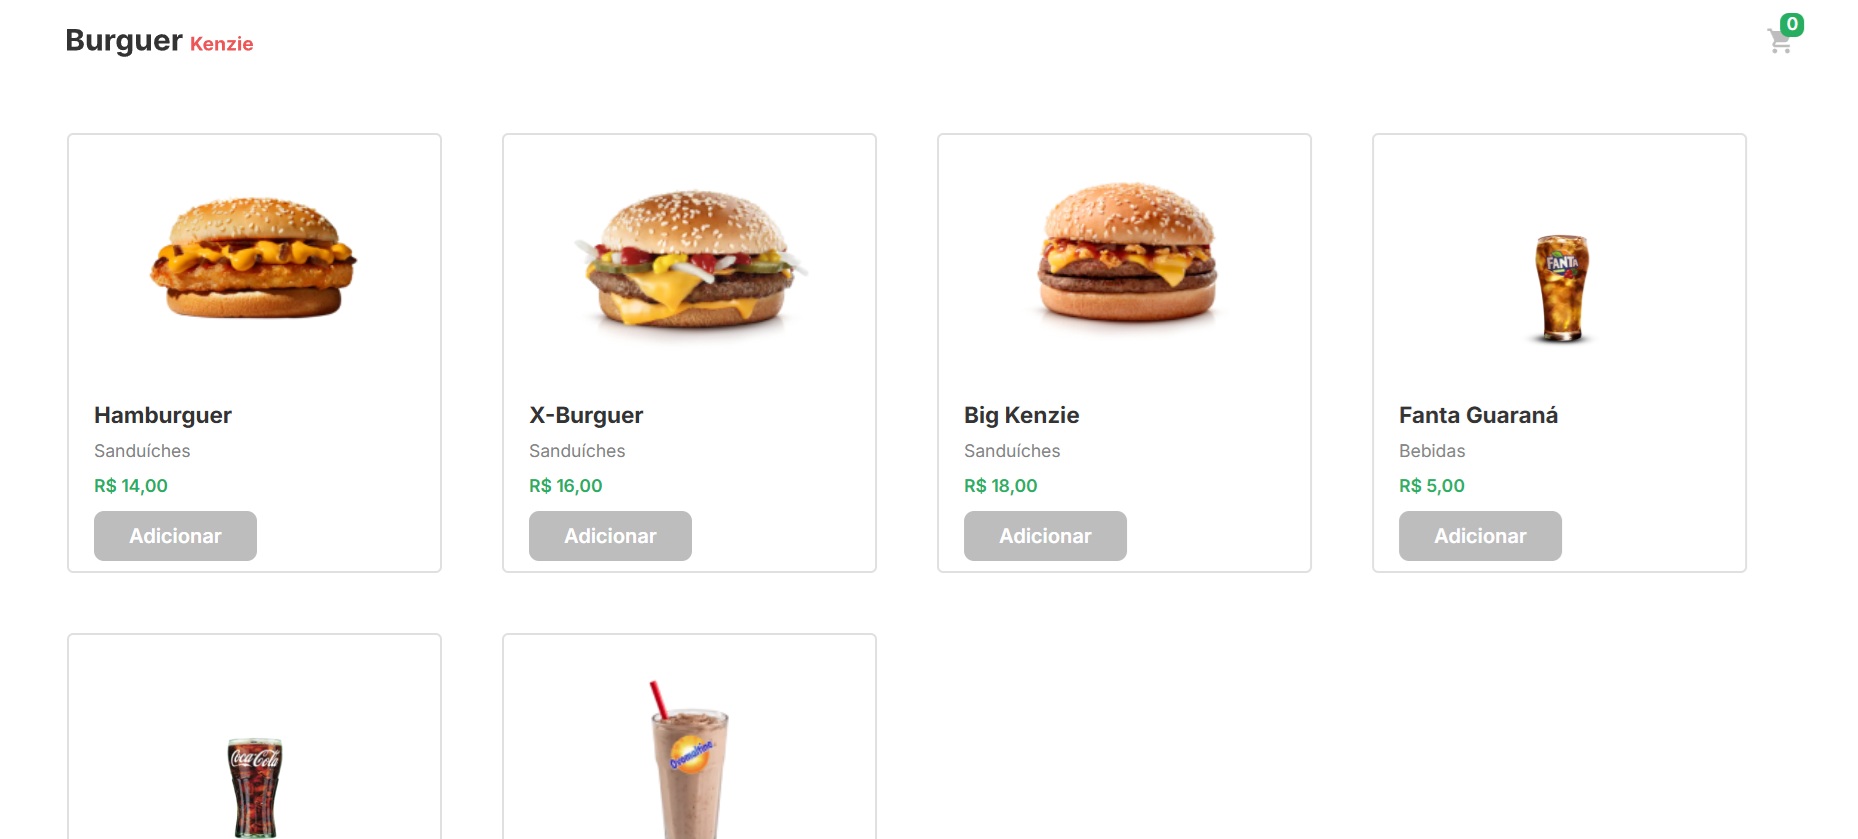 Burguer Kenzie
0
FANTA
Hamburguer
Sanduíches
R$ 14,00
Adicionar
X-Burguer
Sanduíches
R$ 16,00
Adicionar
Big Kenzie
Sanduíches
R$ 18,00
Adicionar
Fanta Guaraná
Bebidas
R$ 5,00
Adicionar
Coca-Cola
Ovomaltine